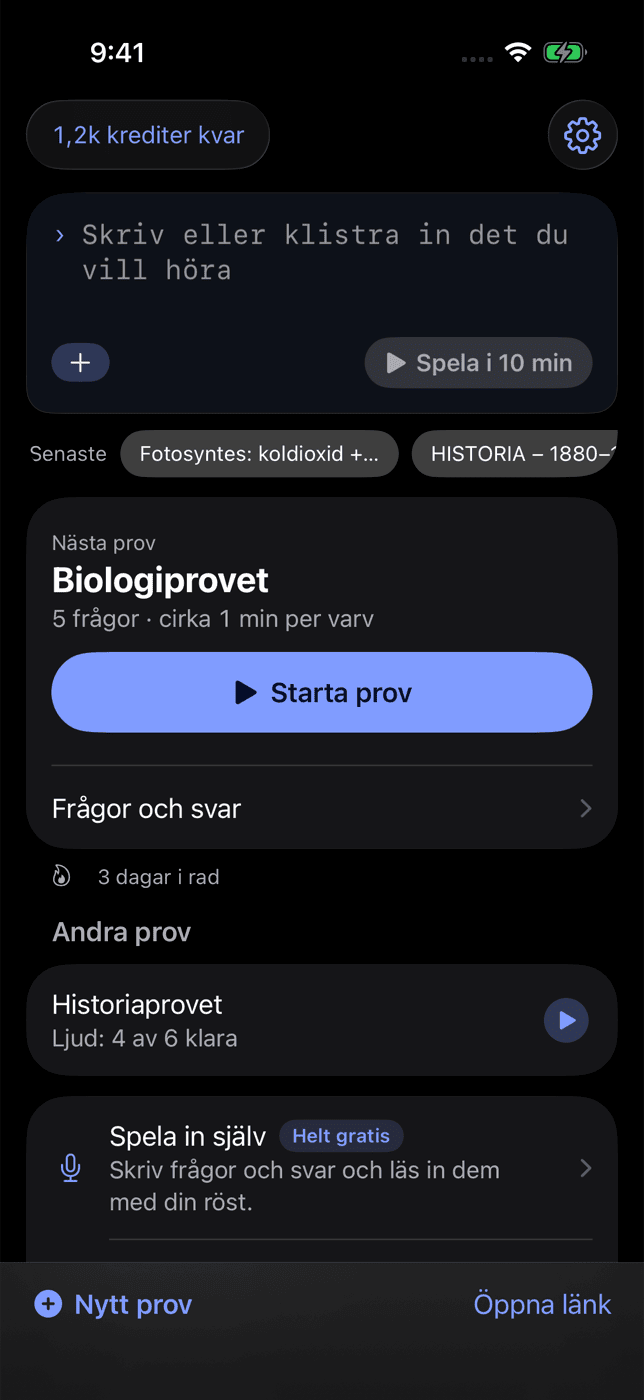 9:41
1,2k krediter kvar
› Skriv eller klistra in det du
vill höra
Spela i 10 min
Senaste
Fotosyntes: koldioxid +...
HISTORIA – 1880–
Nästa prov
Biologiprovet
5 frågor · cirka 1 min per varv
Starta prov
Frågor och svar
3 dagar i rad
Andra prov
Historiaprovet
Ljud: 4 av 6 klara
Spela in själv
Helt gratis
Skriv frågor och svar och läs in dem
med din röst.
Nytt prov
Öppna länk